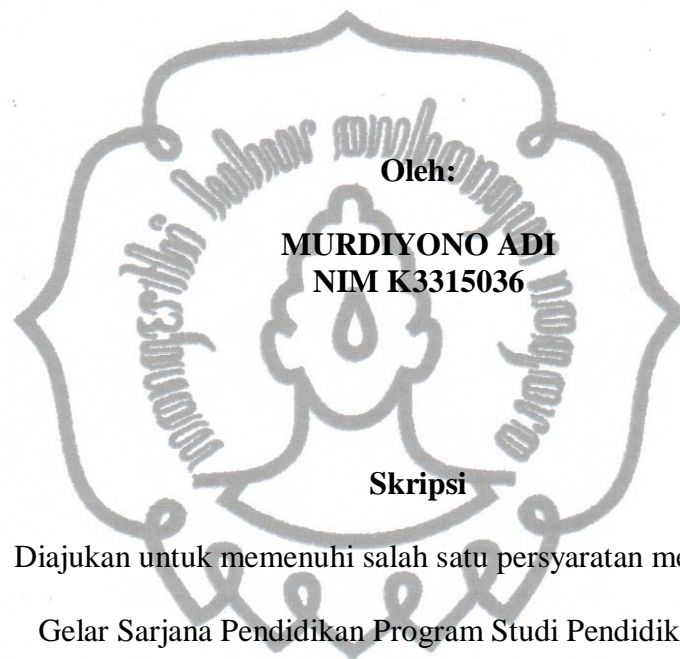 Oleh:
MURDIYONO ADI
NIM K3315036
Skripsi
Diajukan untuk memenuhi salah satu persyaratan me
Gelar Sarjana Pendidikan Program Studi Pendidik